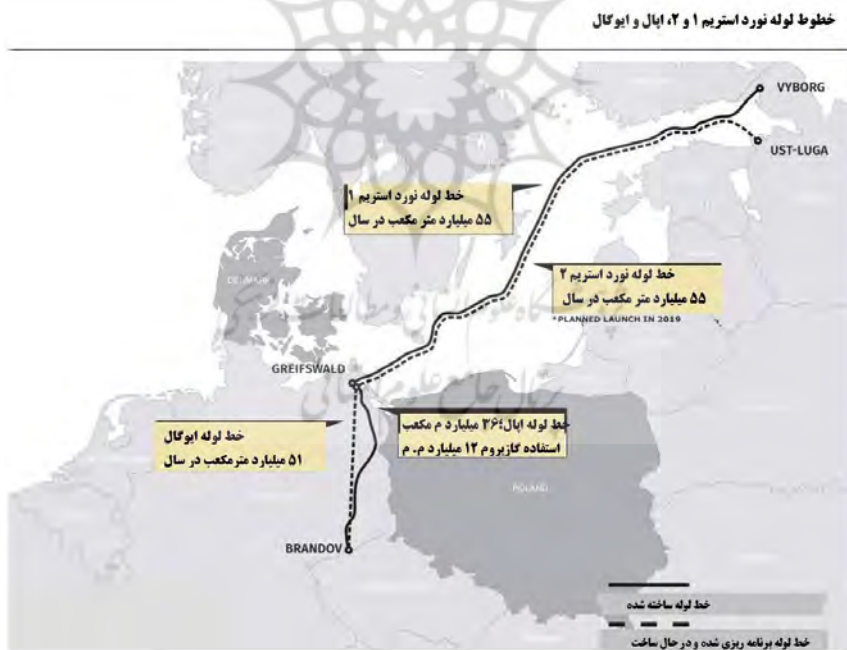 خطوط لوله نورد استریم ۱ و ۲، اپال و ایوگال
VYBORG
UST-LUGA
خط لوله نورد استریم ۱
۵۵ میلیارد متر مکعب در سال
خط لوله نورد استریم ۲
۵۵ میلیارد متر مکعب در سال
*PLANNED LAUNCH IN 2019
DENMARK
GREIFSWALD
خط لوله اپال؛ ۳۶ میلیارد م مکعب
استفاده گازپروم ۱۲ میلیارد م. م
خط لوله ایوگال
۵۱ میلیارد مترمکعب در سال
POLAND
BRANDOV
خط لوله ساخته شده
خط لوله برنامه ریزی شده و در حال ساخت